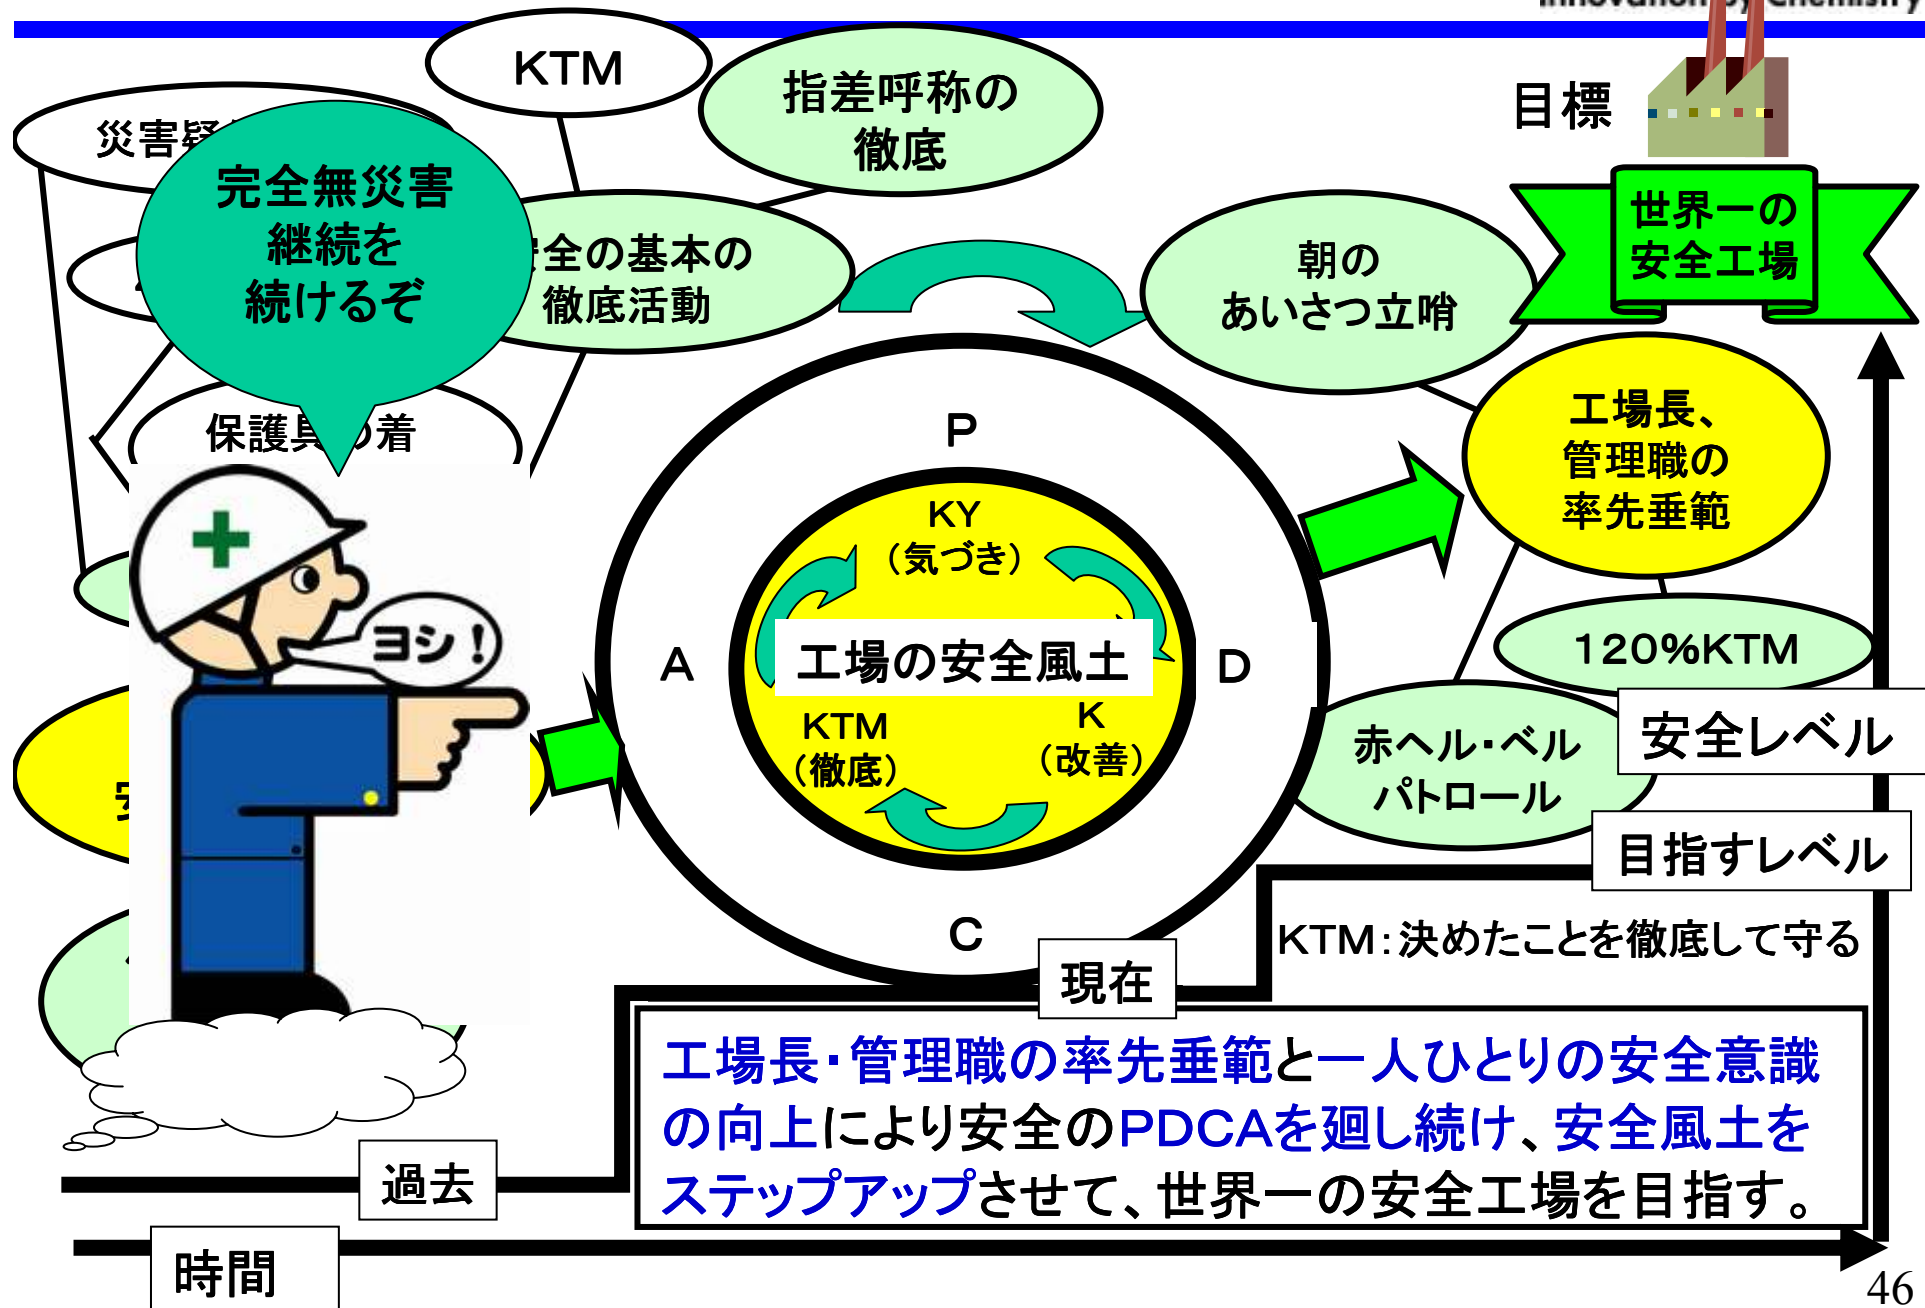 Innovation by Chemistry
KTM
指差呼称の
徹底
目標
災害
完全無災害
継続を
続けるぞ
世界一の
安全工場
全の基本の
徹底活動
朝の
あいさつ立哨
保護具の着
工場長、
管理職の
率先垂範
P
KY
(気づき)
ヨシ！
A
工場の安全風土
D
120%KTM
KTM
(徹底)
K
(改善)
赤ヘル・ベル
パトロール
安全レベル
目指すレベル
C
KTM：決めたことを徹底して守る
現在
工場長・管理職の率先垂範と一人ひとりの安全意識
の向上により安全のPDCAを廻し続け、安全風土を
ステップアップさせて、世界一の安全工場を目指す。
過去
時間
46